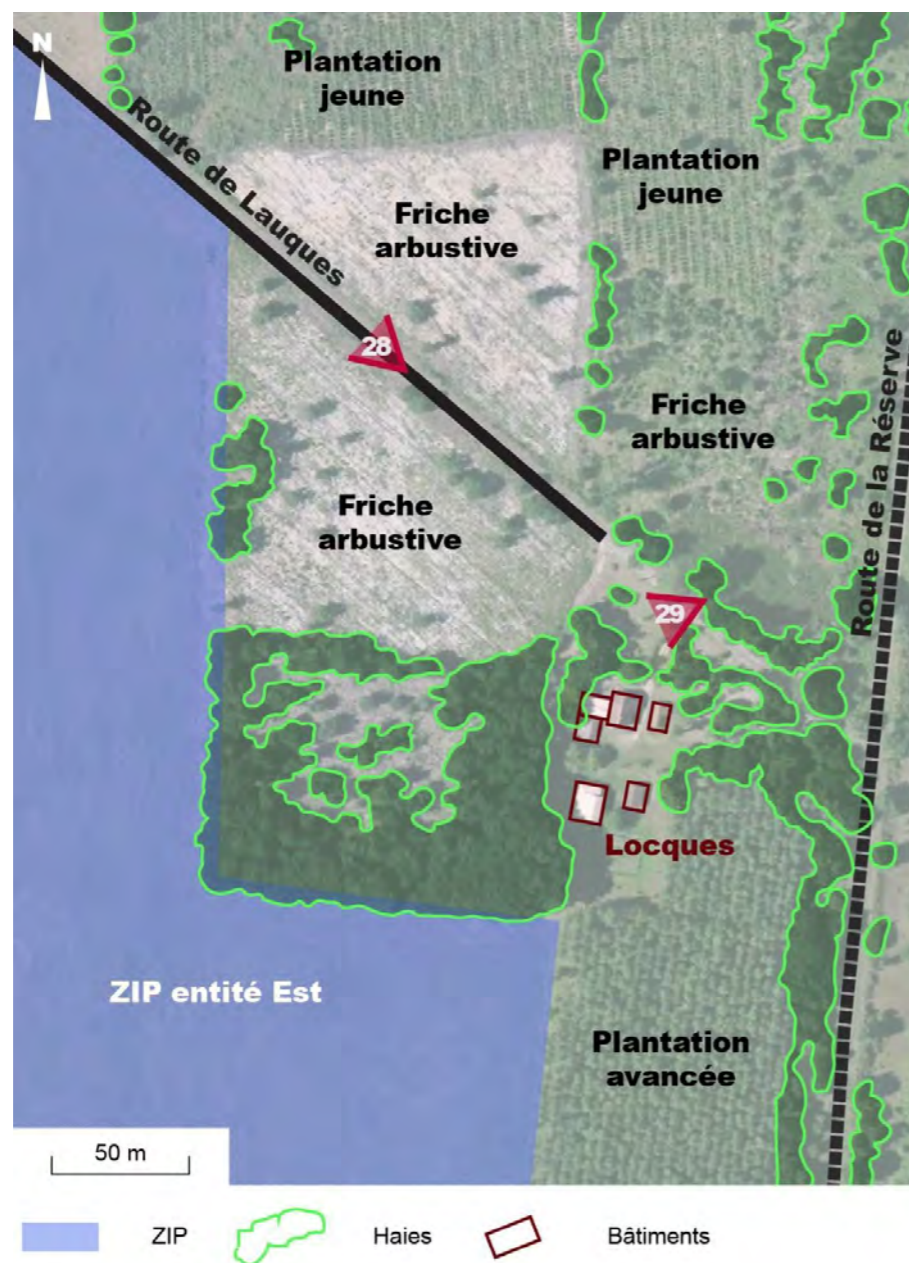 N
Plantation
jeune
Route de Lauques
Plantation
jeune
Friche
arbustive
28
Friche
arbustive
Route de la Réserve
Friche
arbustive
29
Locques
ZIP entité Est
Plantation
avancée
50 m
ZIP
Haies
Bâtiments